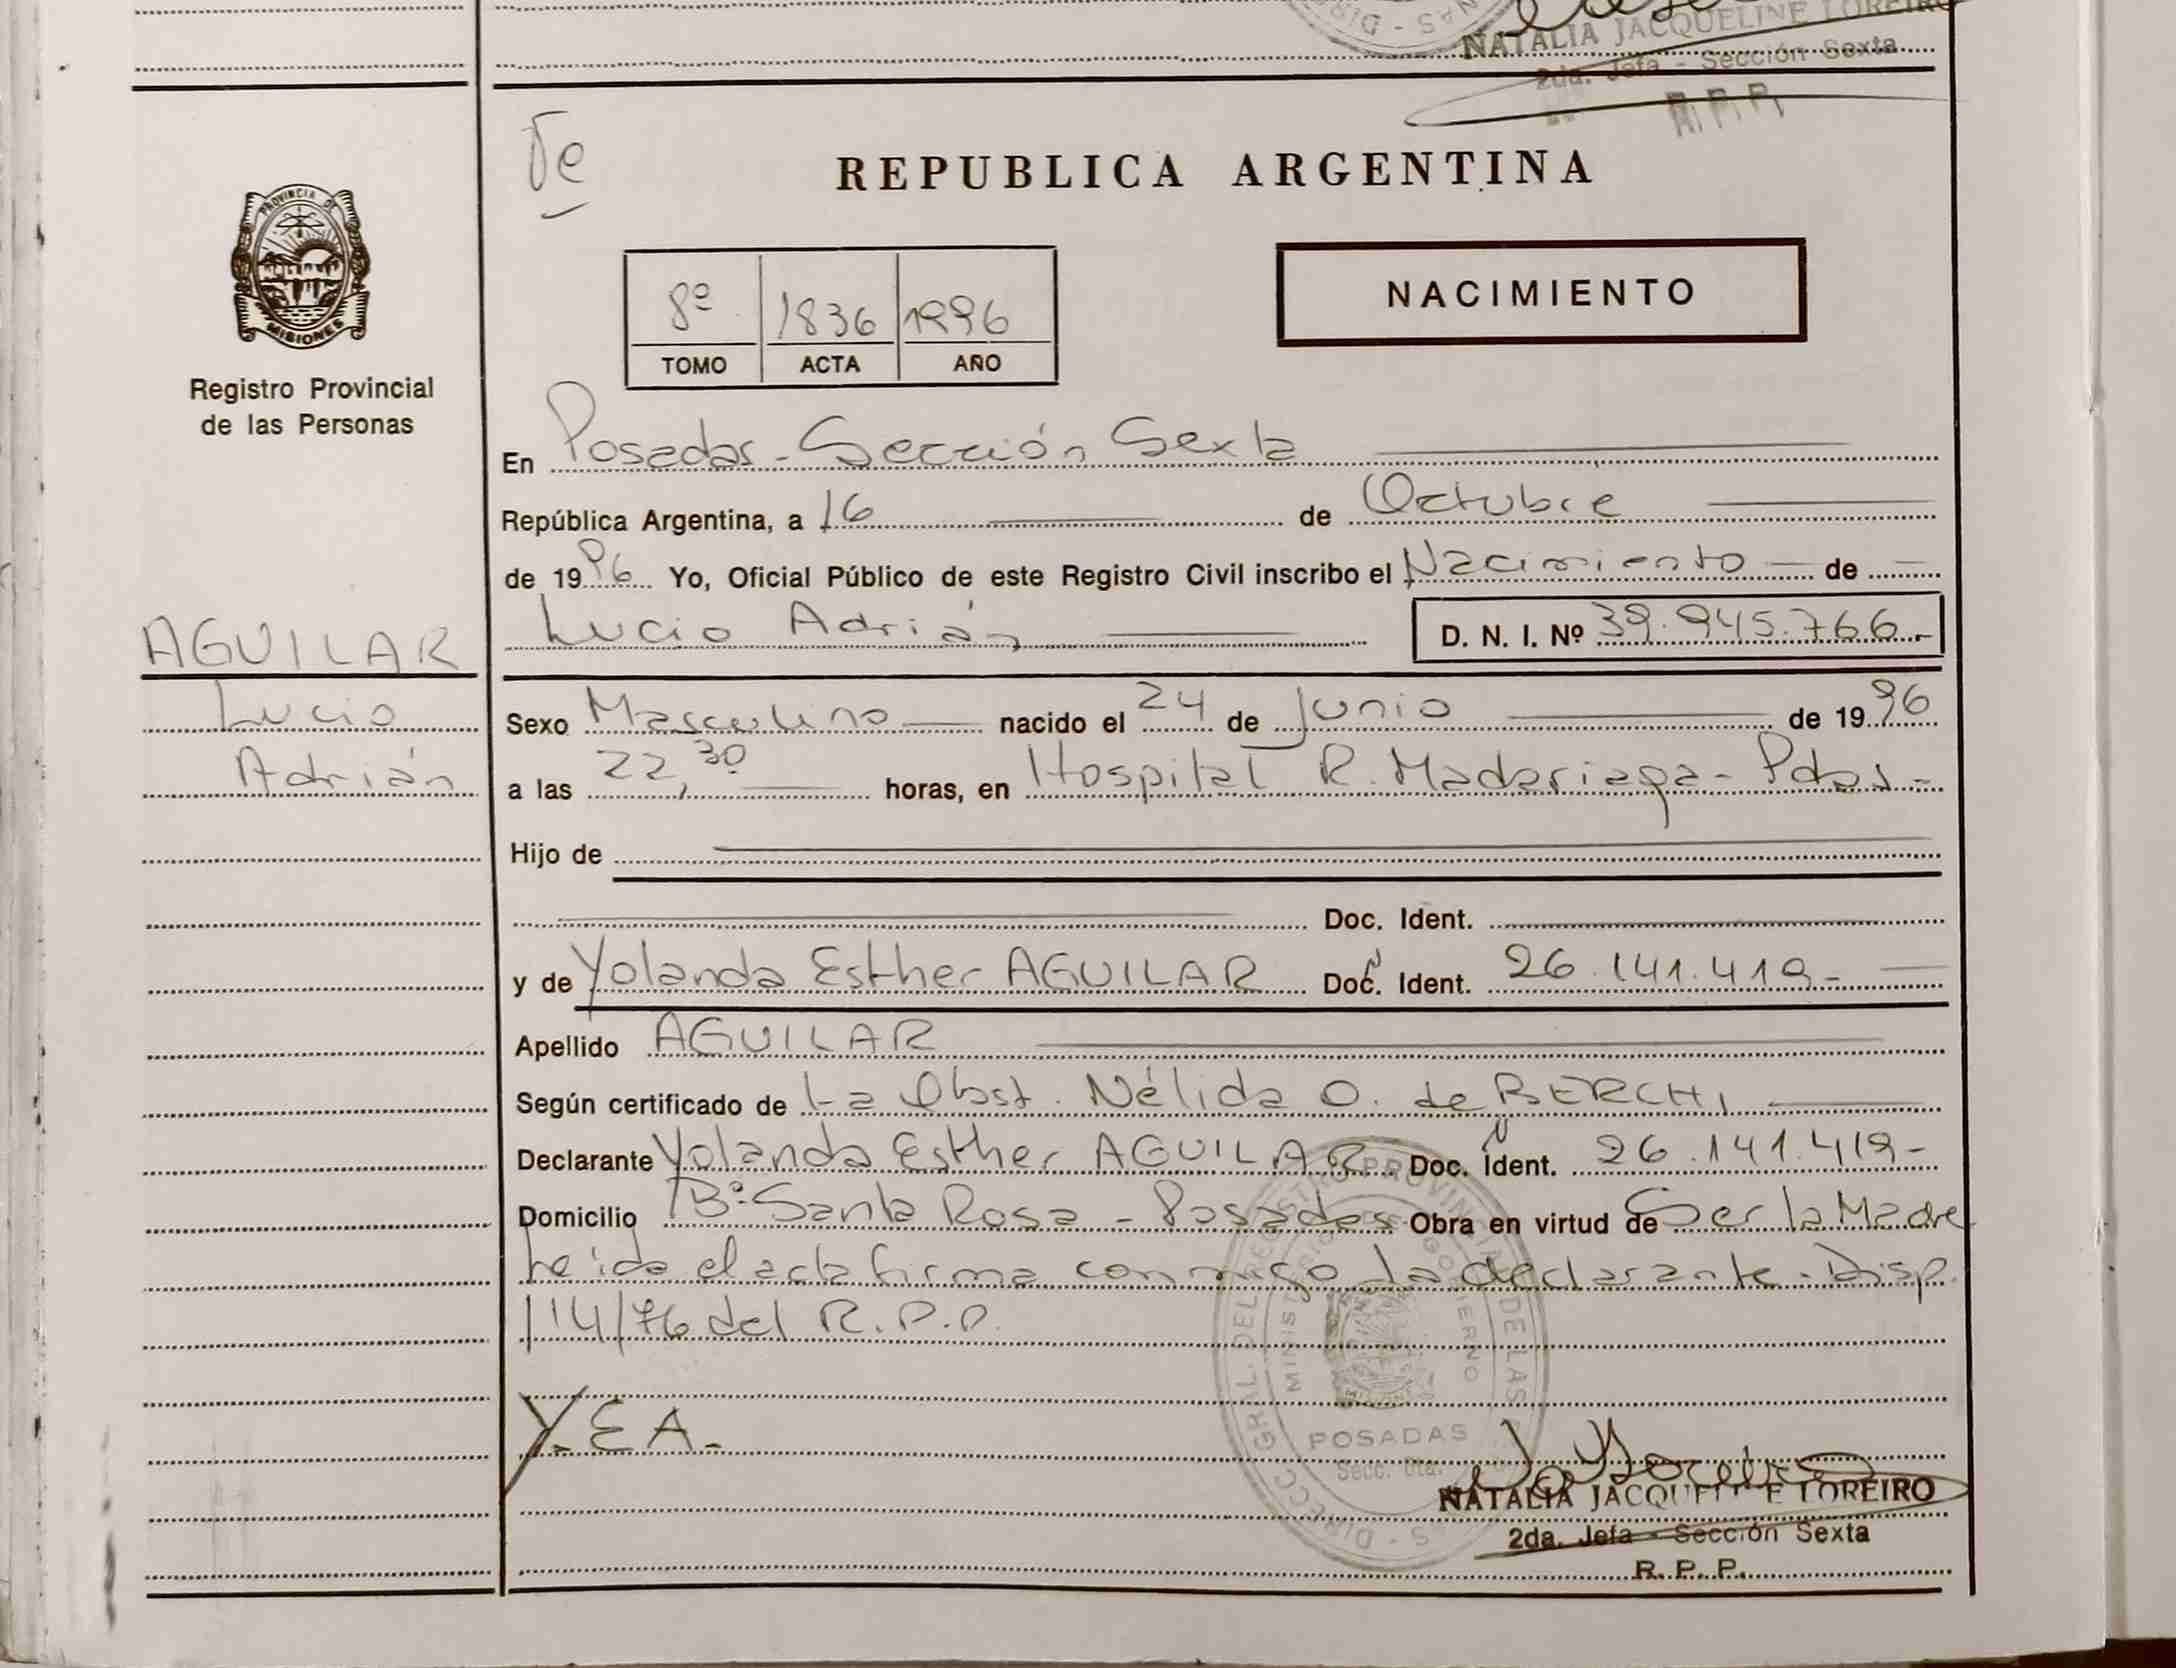 NATALIA JACQUELINE LOREIRO
2da. Jefa - Sección Sexta
R. P. P.
REPUBLICA ARGENTINA
PROVINCIA DE
MISIONES
Registro Provincial
de las Personas
8º 1836 1996
TOMO ACTA AÑO
NACIMIENTO
En Posadas - Sección Sexta
República Argentina, a 16 de Octubre
de 1996 Yo, Oficial Público de este Registro Civil inscribo el Nacimiento de
Lucio Adrián D. N. I. Nº 39.945.766.-
AGUILAR
Lucio
Adrián
Sexo Masculino nacido el 24 de Junio de 1996
a las 22,30 horas, en Hospital R. Madariaga - Pdas -
Hijo de
Doc. Ident.
y de Yolanda Esther AGUILAR Doc. Ident. 26.141.419-
Apellido AGUILAR
Según certificado de La Obst. Nélida O. de BERCHI
Declarante Yolanda Esther AGUILAR Doc. Ident. 26.141.419-
Domicilio Bº Santa Rosa - Posadas Obra en virtud de Ser la Madre
Leída el acta firma conmigo la declarante. Disp.
114/76 del R.P.P.
Y.EA.
POSADAS
Secc. 6ta.
NATALIA JACQUELINE LOREIRO
2da. Jefa - Sección Sexta
R. P. P.